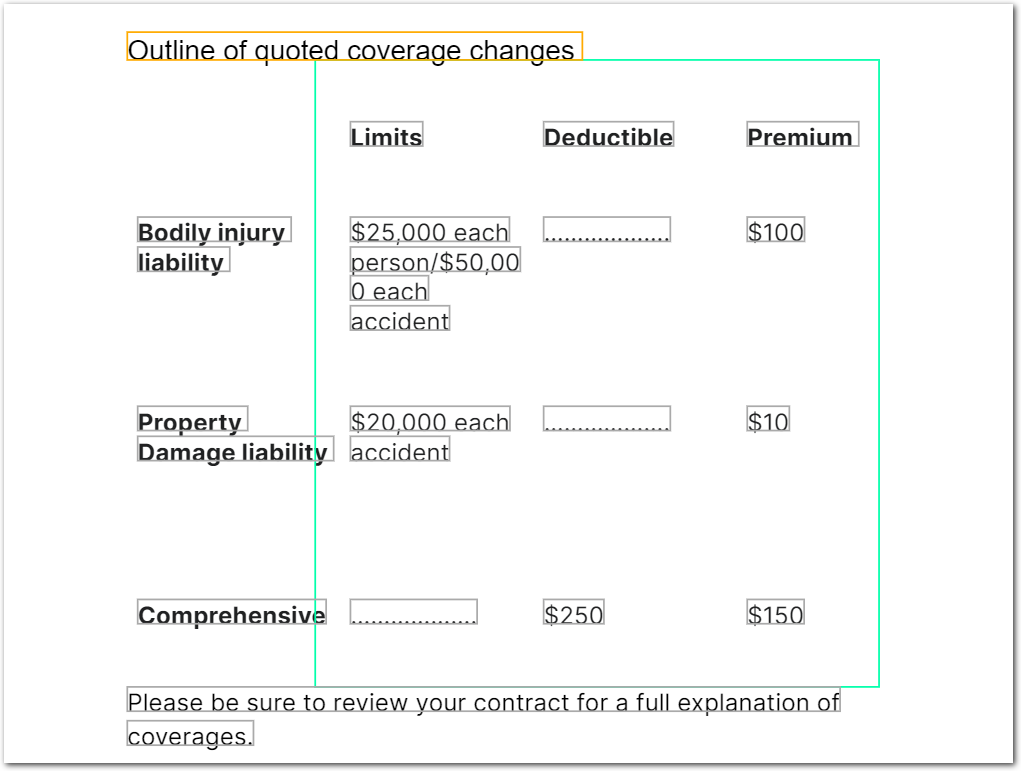 Outline of quoted coverage changes
Limits Deductible Premium
Bodily injury $25,000 each ................... $100
liability person/$50,00
0 each
accident
Property $20,000 each ................... $10
Damage liability accident
Comprehensive ................... $250 $150
Please be sure to review your contract for a full explanation of
coverages.